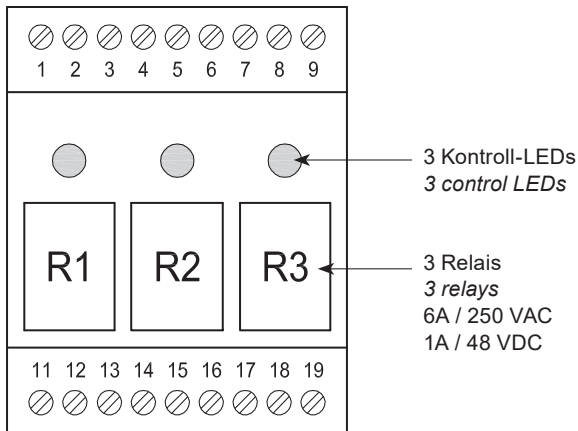 1 2 3 4 5 6 7 8 9
3 Kontroll-LEDs
3 control LEDs
R1 R2 R3
3 Relais
3 relays
6A / 250 VAC
1A / 48 VDC
11 12 13 14 15 16 17 18 19